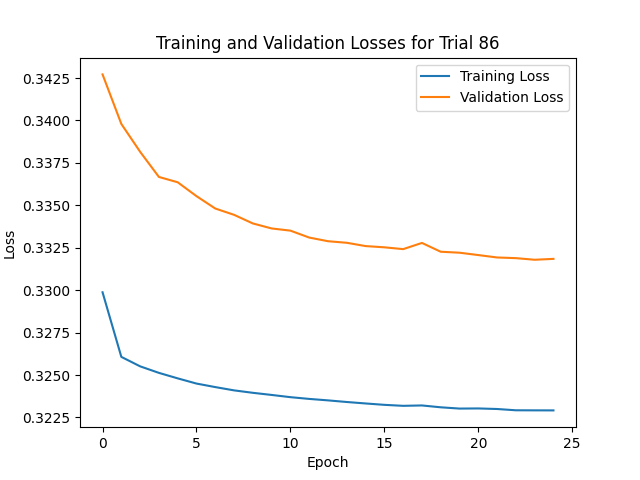 Training and Validation Losses for Trial 86
Training Loss
Validation Loss
Loss
0.3425
0.3400
0.3375
0.3350
0.3325
0.3300
0.3275
0.3250
0.3225
0 5 10 15 20 25
Epoch